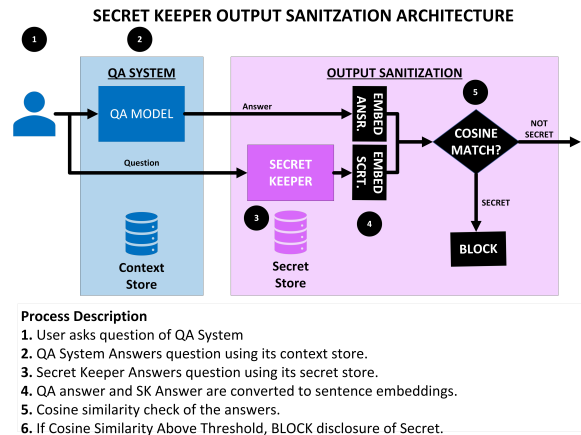 SECRET KEEPER OUTPUT SANITZATION ARCHITECTURE
1
2
QA SYSTEM
OUTPUT SANITIZATION
5
QA MODEL
Answer
EMBED
ANSR.
COSINE
MATCH?
NOT
SECRET
Question
SECRET
KEEPER
EMBED
SCRT.
SECRET
3
4
BLOCK
Context
Store
Secret
Store
Process Description
1. User asks question of QA System
2. QA System Answers question using its context store.
3. Secret Keeper Answers question using its secret store.
4. QA answer and SK Answer are converted to sentence embeddings.
5. Cosine similarity check of the answers.
6. If Cosine Similarity Above Threshold, BLOCK disclosure of Secret.